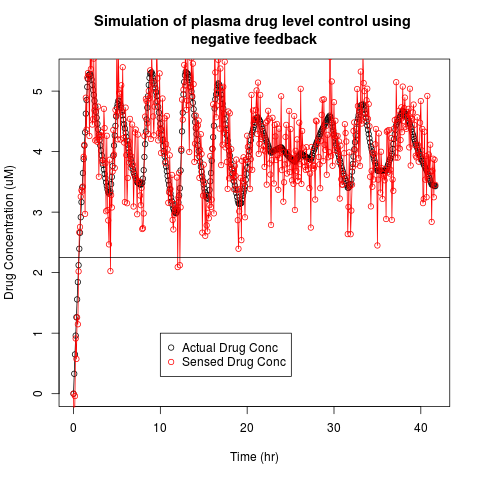 Simulation of plasma drug level control using
negative feedback
Drug Concentration (uM)
5
4
3
2
1
0
Actual Drug Conc
Sensed Drug Conc
0 10 20 30 40
Time (hr)